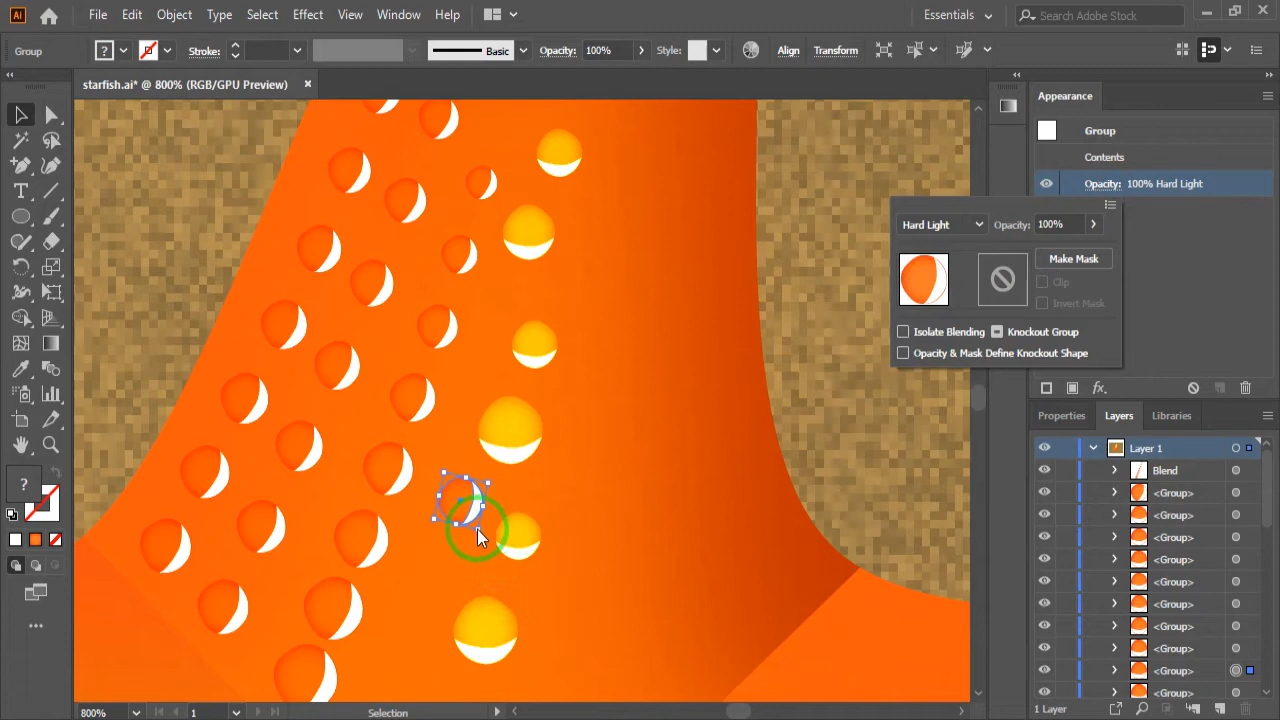 Ai File Edit Object Type Select Effect View Window Help Essentials Search Adobe Stock
Group ? Stroke: Basic Opacity: 100% Style: Align Transform
starfish.ai* @ 800% (RGB/GPU Preview) ×
Appearance
Group
Contents
Opacity: 100% Hard Light
Hard Light Opacity: 100%
Make Mask
Clip
Invert Mask
Isolate Blending Knockout Group
Opacity & Mask Define Knockout Shape
fx
Properties Layers Libraries
Layer 1
Blend
<Group>
<Group>
<Group>
<Group>
<Group>
<Group>
<Group>
<Group>
<Group>
<Group>
?
T
800% 1 Selection 1 Layer